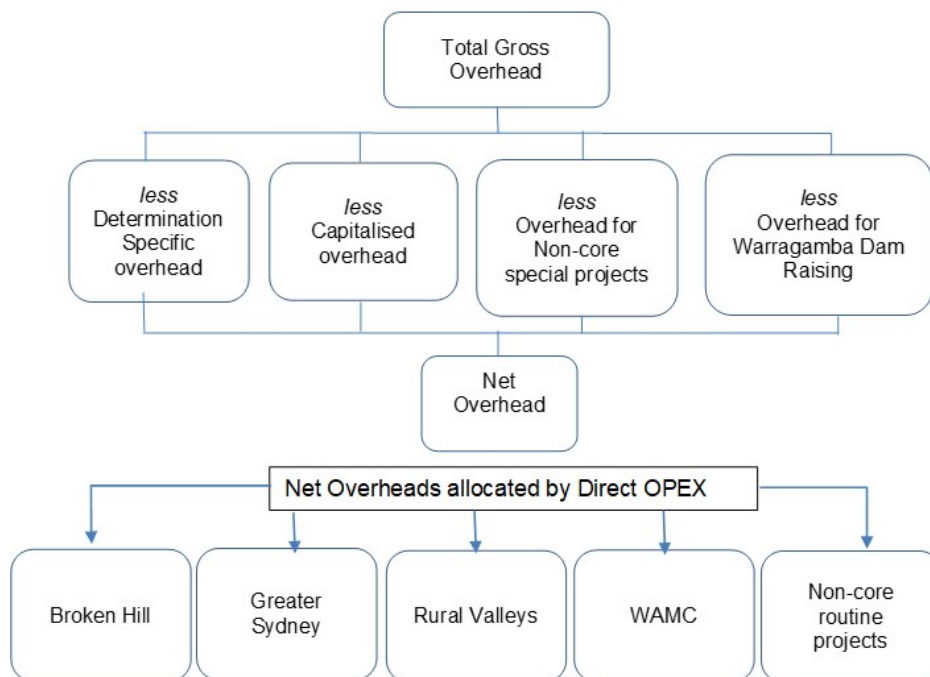 Total Gross
Overhead
less
Determination
Specific
overhead
less
Capitalised
overhead
less
Overhead for
Non-core
special projects
less
Overhead for
Warragamba Dam
Raising
Net
Overhead
Net Overheads allocated by Direct OPEX
Broken Hill
Greater
Sydney
Rural Valleys
WAMC
Non-core
routine
projects